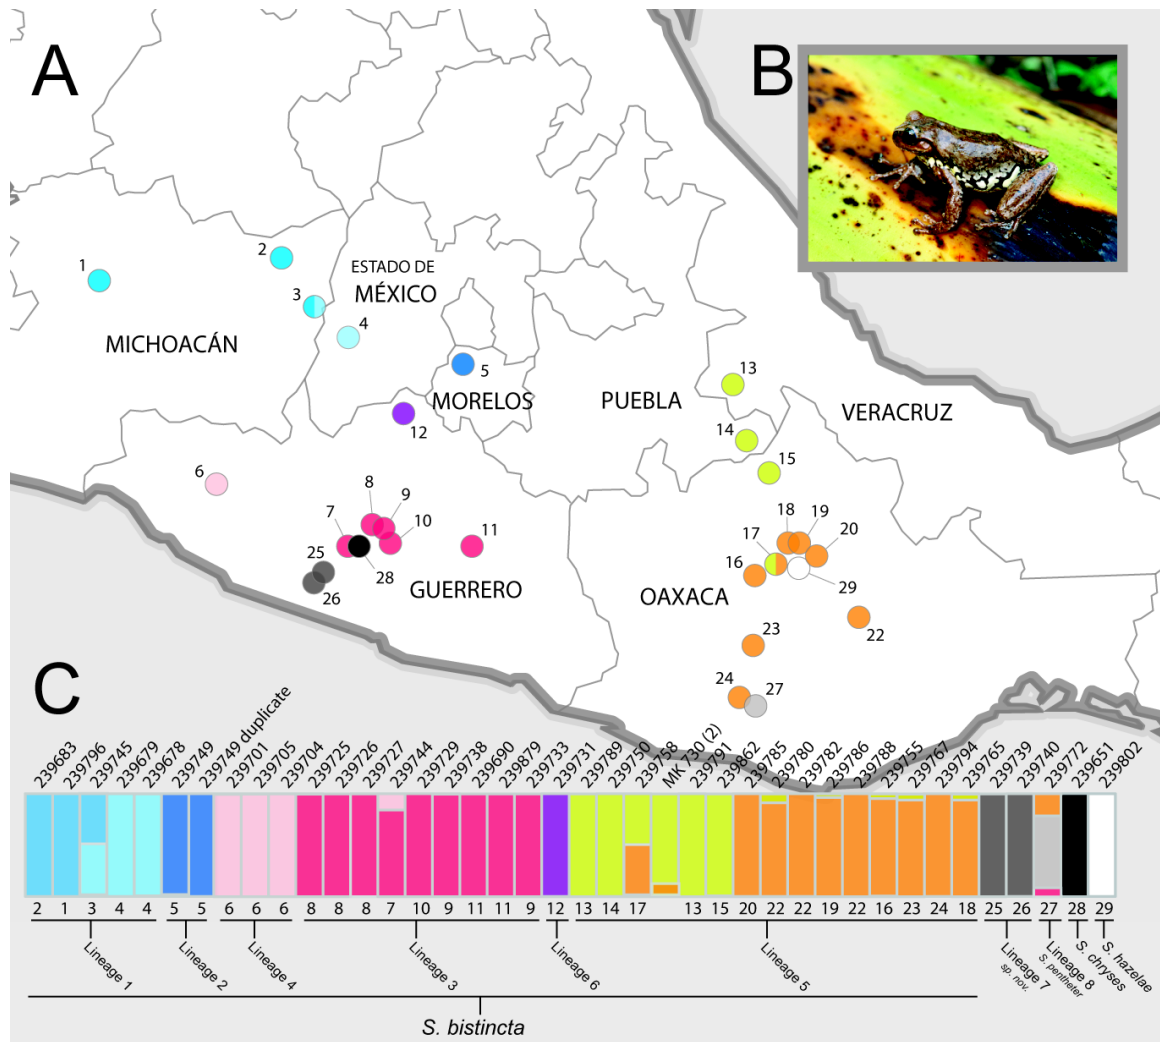 A
B
1
2
3
ESTADO DE
MÉXICO
4
MICHOACÁN
5
MORELOS
12
PUEBLA
13
14
15
VERACRUZ
6
7
8
9
10
11
25
26
28
GUERRERO
16
17
18
19
20
29
OAXACA
22
23
24
27
C
239683
239796
239745
239679
239678
239749
239749 duplicate
239701
239705
239704
239725
239726
239727
239744
239729
239738
239690
239879
239733
239731
239789
239750
239758
239791
239862
239785
239780
239782
239786
239788
239755
239767
239794
239765
239739
239740
239772
239651
239802
2 1 3 4 4 5 5 6 6 6 8 8 8 7 10 9 11 11 9 12 13 14 17 13 15 20 22 22 19 22 16 23 24 18 25 26 27 28 29
Lineage 1
Lineage 2
Lineage 4
Lineage 3
Lineage 6
Lineage 5
Lineage 7
sp. nov.
Lineage 8
S. pentheter
S. chryses
S. hazelae
S. bistincta